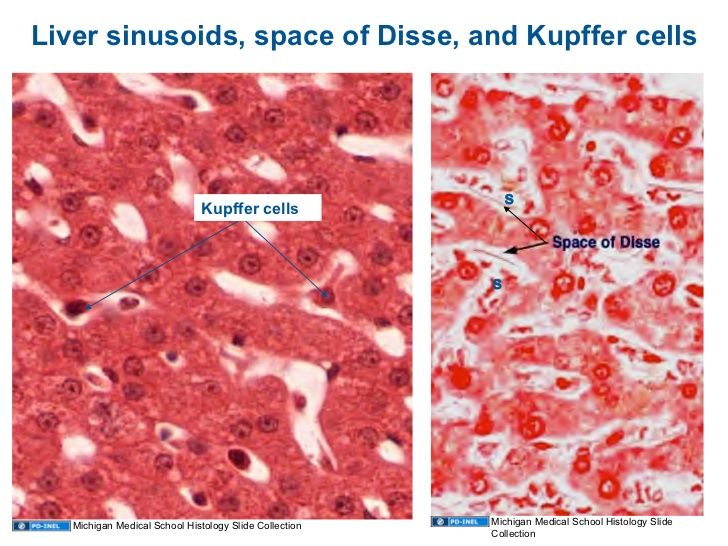 Liver sinusoids, space of Disse, and Kupffer cells
Kupffer cells
S
Space of Disse
S
PD-INEL
Michigan Medical School Histology Slide Collection
PD-INEL
Michigan Medical School Histology Slide
Collection